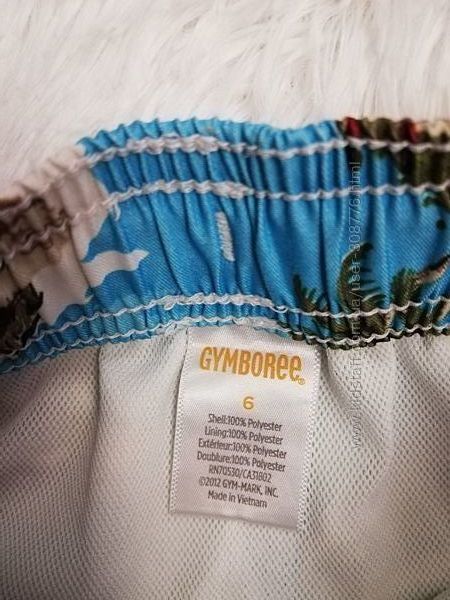 GYMBOREE®
6
Shell:100% Polyester
Lining:100% Polyester
Extérieur:100% Polyester
Doublure:100% Polyester
RN70530/CA31802
©2012 GYM-MARK, INC.
Made in Vietnam